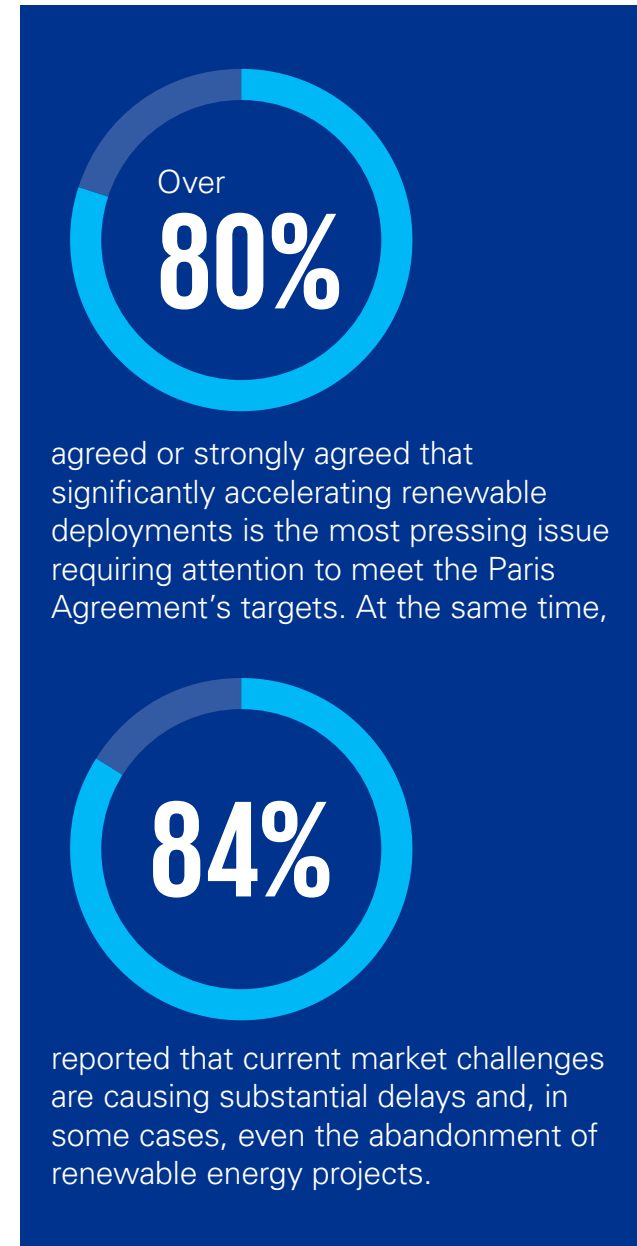 Over
80%
agreed or strongly agreed that
significantly accelerating renewable
deployments is the most pressing issue
requiring attention to meet the Paris
Agreement’s targets. At the same time,
84%
reported that current market challenges
are causing substantial delays and, in
some cases, even the abandonment of
renewable energy projects.